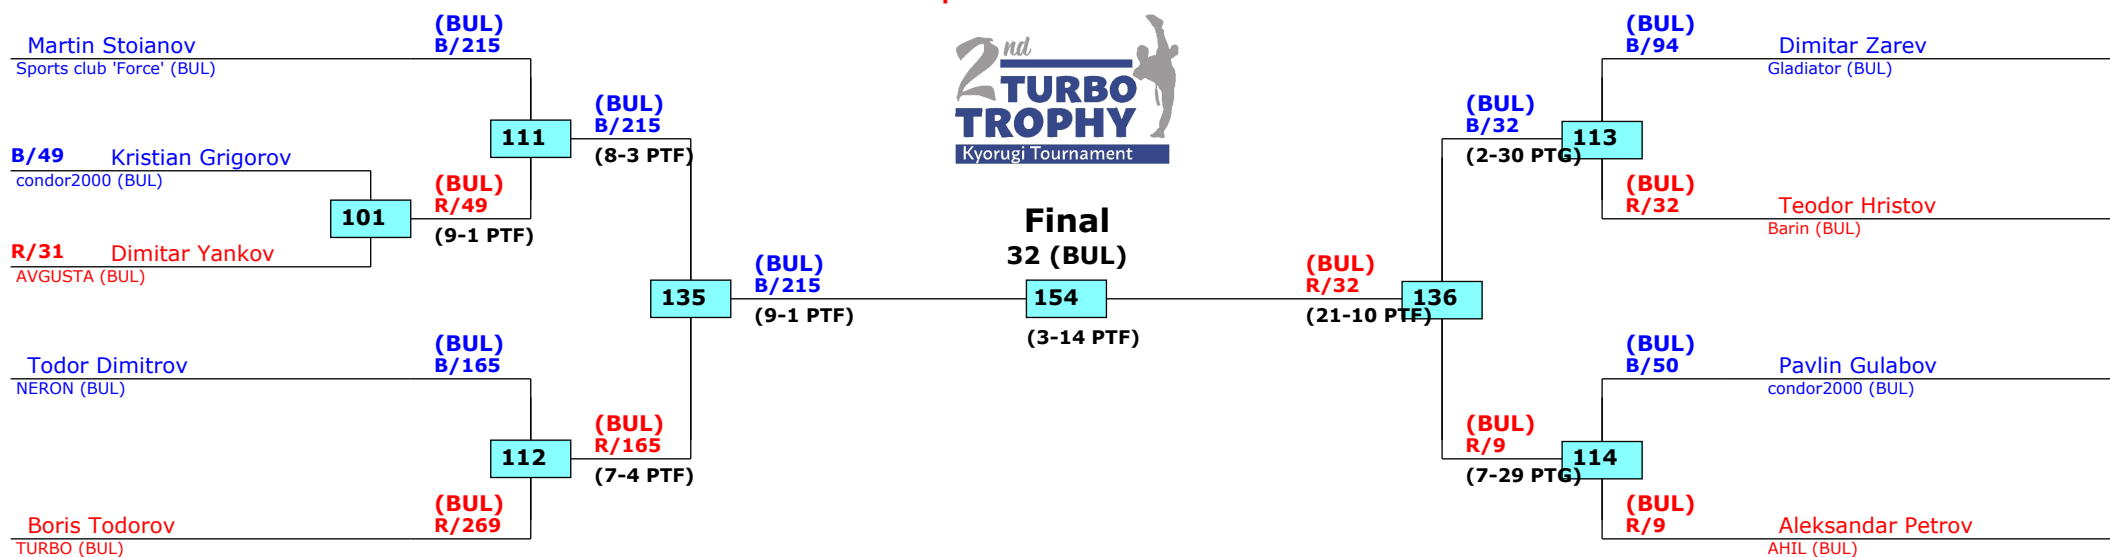 (BUL)
B/215
Martin Stoianov
Sports club 'Force' (BUL)
B/49 Kristian Grigorov
condor2000 (BUL)
R/31 Dimitar Yankov
AVGUSTA (BUL)
101
(BUL)
R/49
(9-1 PTF)
111
(BUL)
B/215
(8-3 PTF)
(BUL)
B/165
Todor Dimitrov
NERON (BUL)
(BUL)
R/269
Boris Todorov
TURBO (BUL)
112
(BUL)
R/165
(7-4 PTF)
135
(BUL)
B/215
(9-1 PTF)
2nd
TURBO
TROPHY
Kyorugi Tournament
Final
32 (BUL)
154
(3-14 PTF)
(BUL)
R/32
(21-10 PTF)
136
(BUL)
B/32
(2-30 PTG)
113
(BUL)
B/94
Dimitar Zarev
Gladiator (BUL)
(BUL)
R/32
Teodor Hristov
Barin (BUL)
(BUL)
R/9
(7-29 PTG)
114
(BUL)
B/50
Pavlin Gulabov
condor2000 (BUL)
(BUL)
R/9
Aleksandar Petrov
AHIL (BUL)